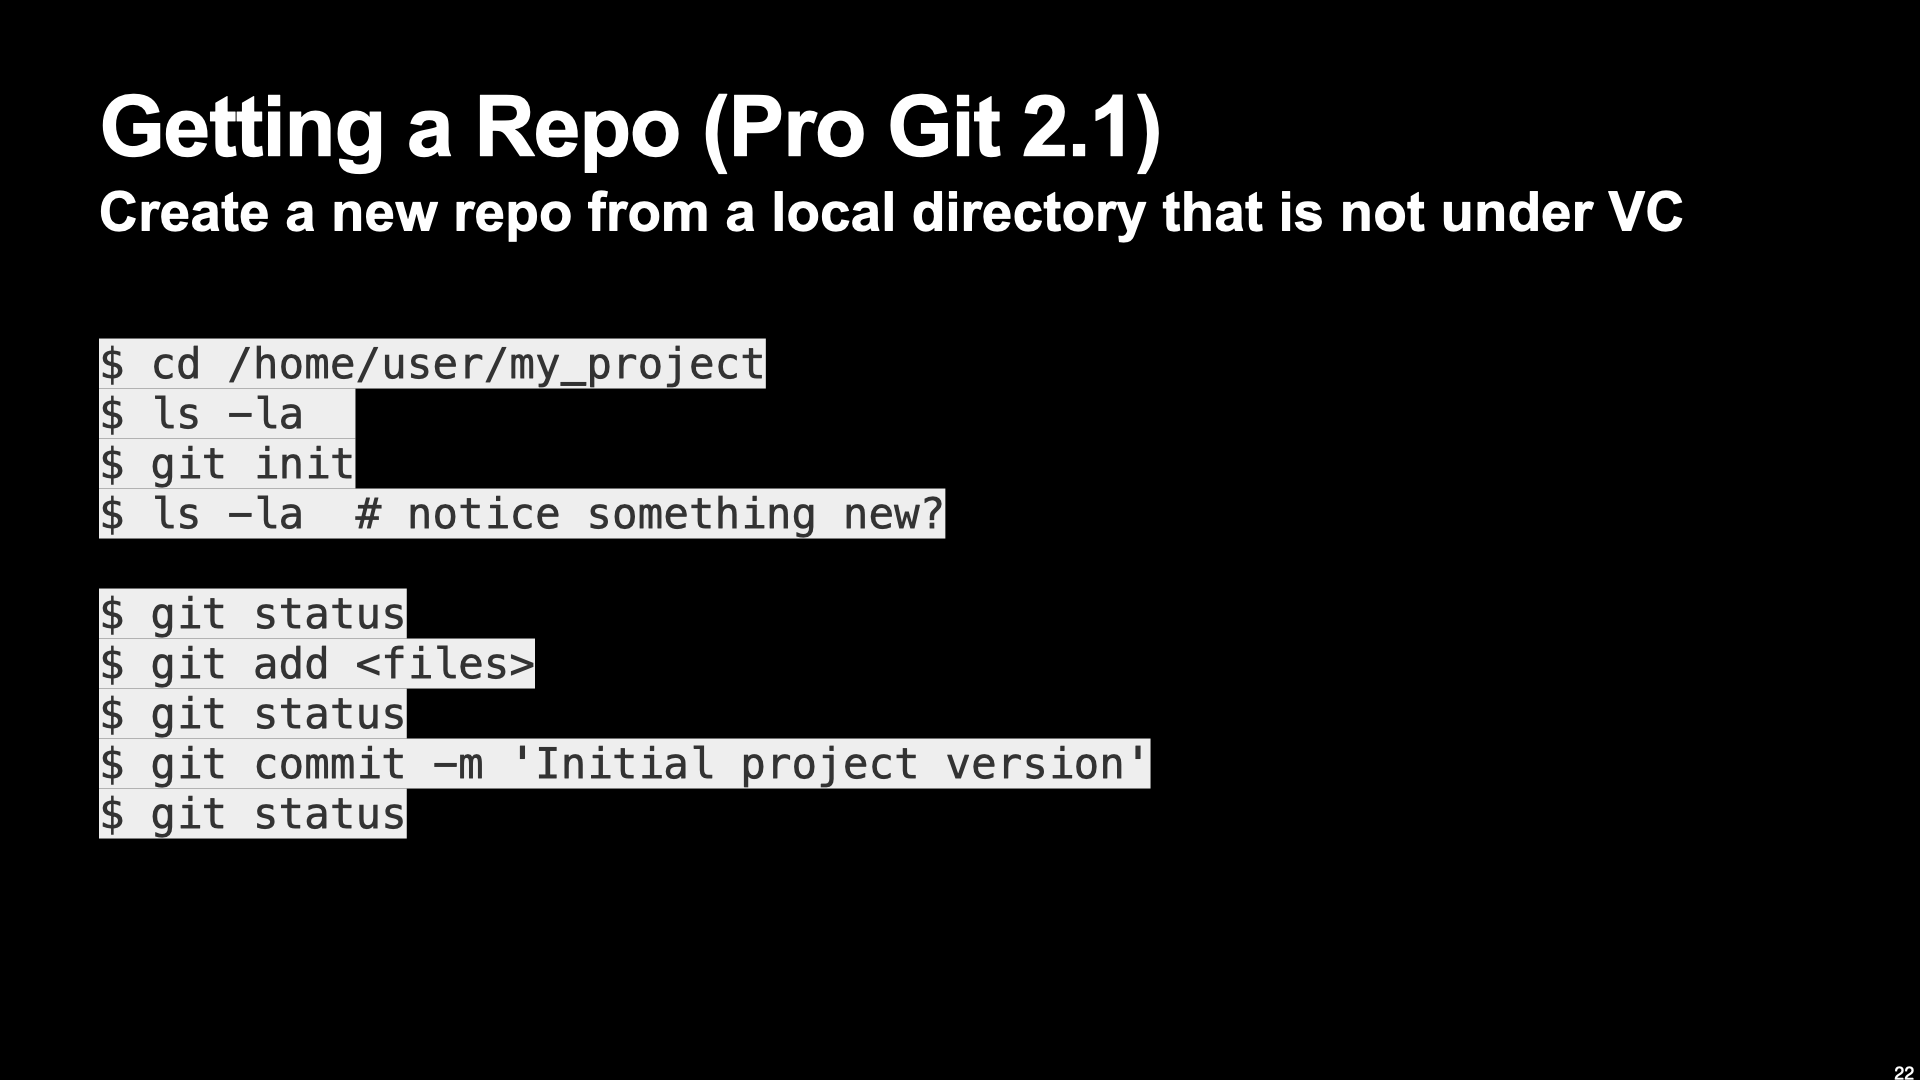 Getting a Repo (Pro Git 2.1)
Create a new repo from a local directory that is not under VC
$ cd /home/user/my_project
$ ls -la
$ git init
$ ls -la  # notice something new?
$ git status
$ git add <files>
$ git status
$ git commit -m 'Initial project version'
$ git status
22